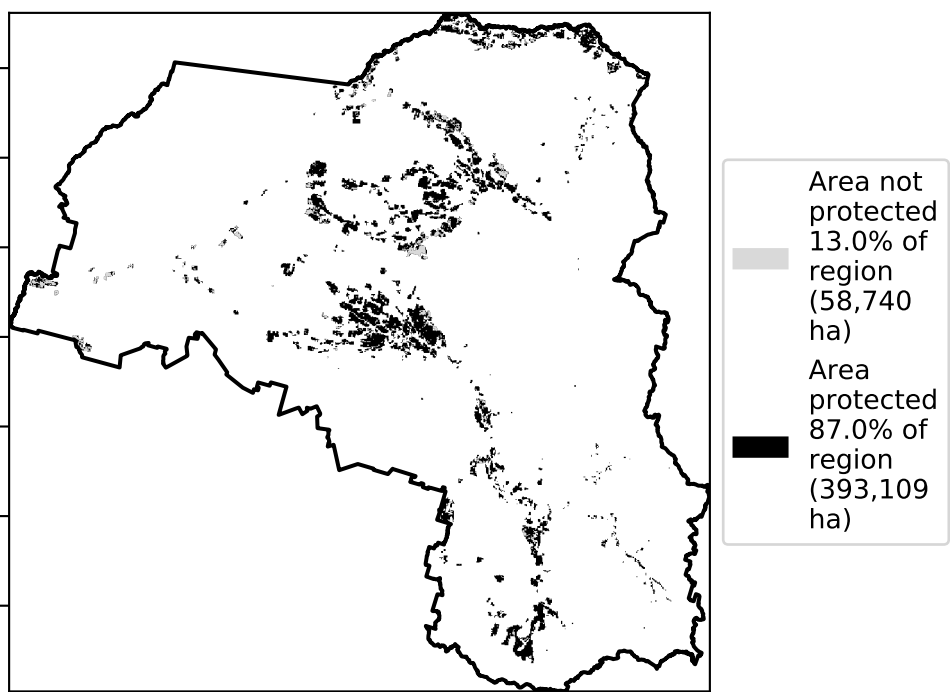 Area not
protected
13.0% of
region
(58,740
ha)
Area
protected
87.0% of
region
(393,109
ha)